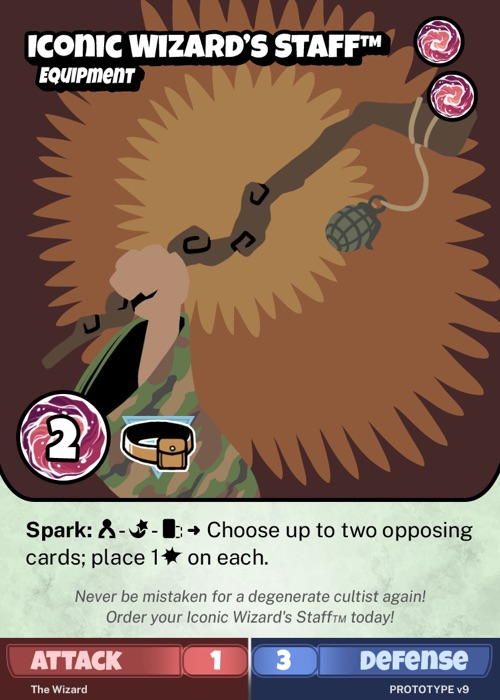 Iconic Wizard's Staff™
Equipment
2
Spark: - - : → Choose up to two opposing
cards; place 1 on each.
Never be mistaken for a degenerate cultist again!
Order your Iconic Wizard's Staff™ today!
Attack 1 3 Defense
The Wizard PROTOTYPE v9